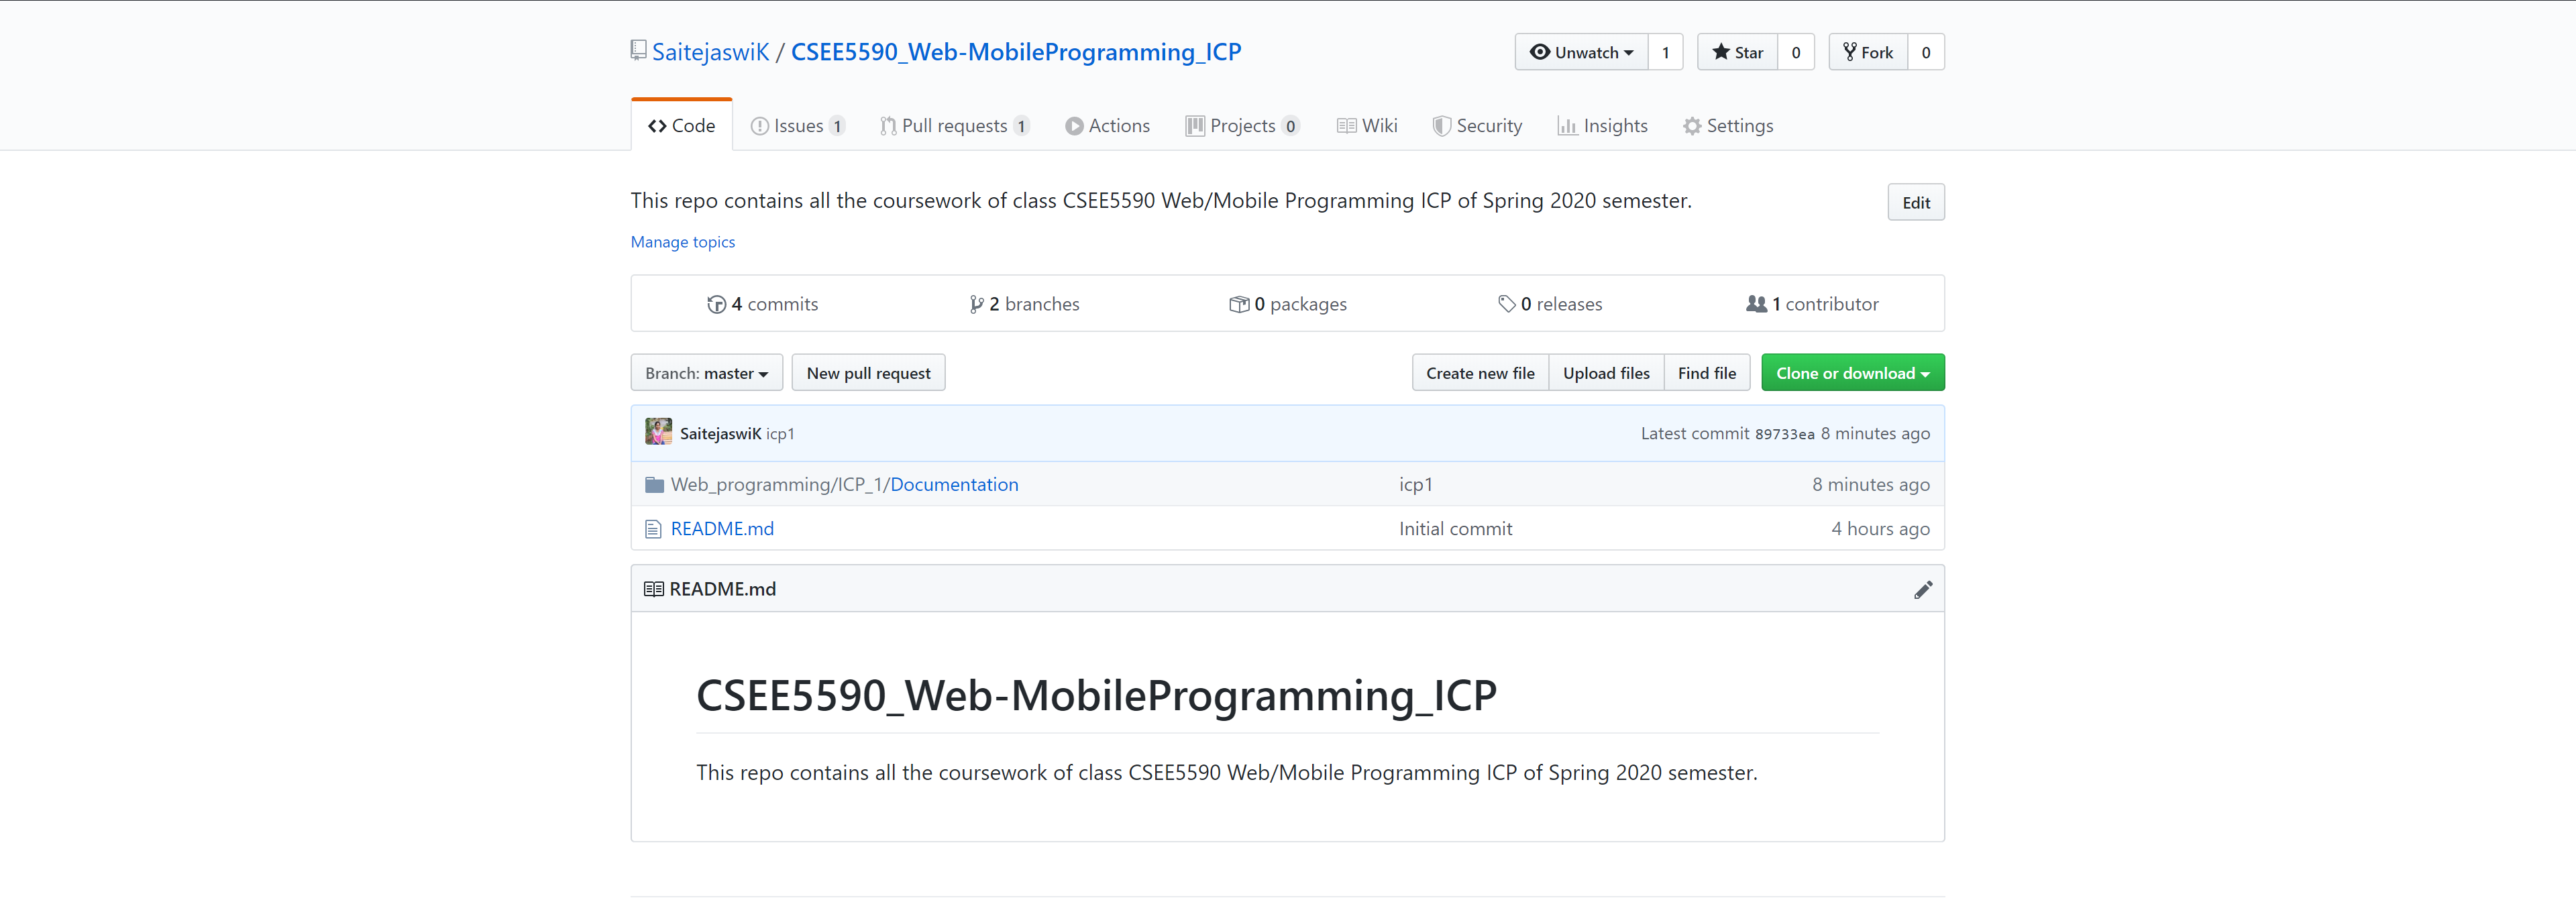 SaitejaswiK / CSEE5590_Web-MobileProgramming_ICP
Unwatch 1 Star 0 Fork 0
Code Issues 1 Pull requests 1 Actions Projects 0 Wiki Security Insights Settings
This repo contains all the coursework of class CSEE5590 Web/Mobile Programming ICP of Spring 2020 semester. Edit
Manage topics
4 commits 2 branches 0 packages 0 releases 1 contributor
Branch: master New pull request Create new file Upload files Find file Clone or download
SaitejaswiK icp1 Latest commit 89733ea 8 minutes ago
Web_programming/ICP_1/Documentation icp1 8 minutes ago
README.md Initial commit 4 hours ago
README.md
CSEE5590_Web-MobileProgramming_ICP
This repo contains all the coursework of class CSEE5590 Web/Mobile Programming ICP of Spring 2020 semester.